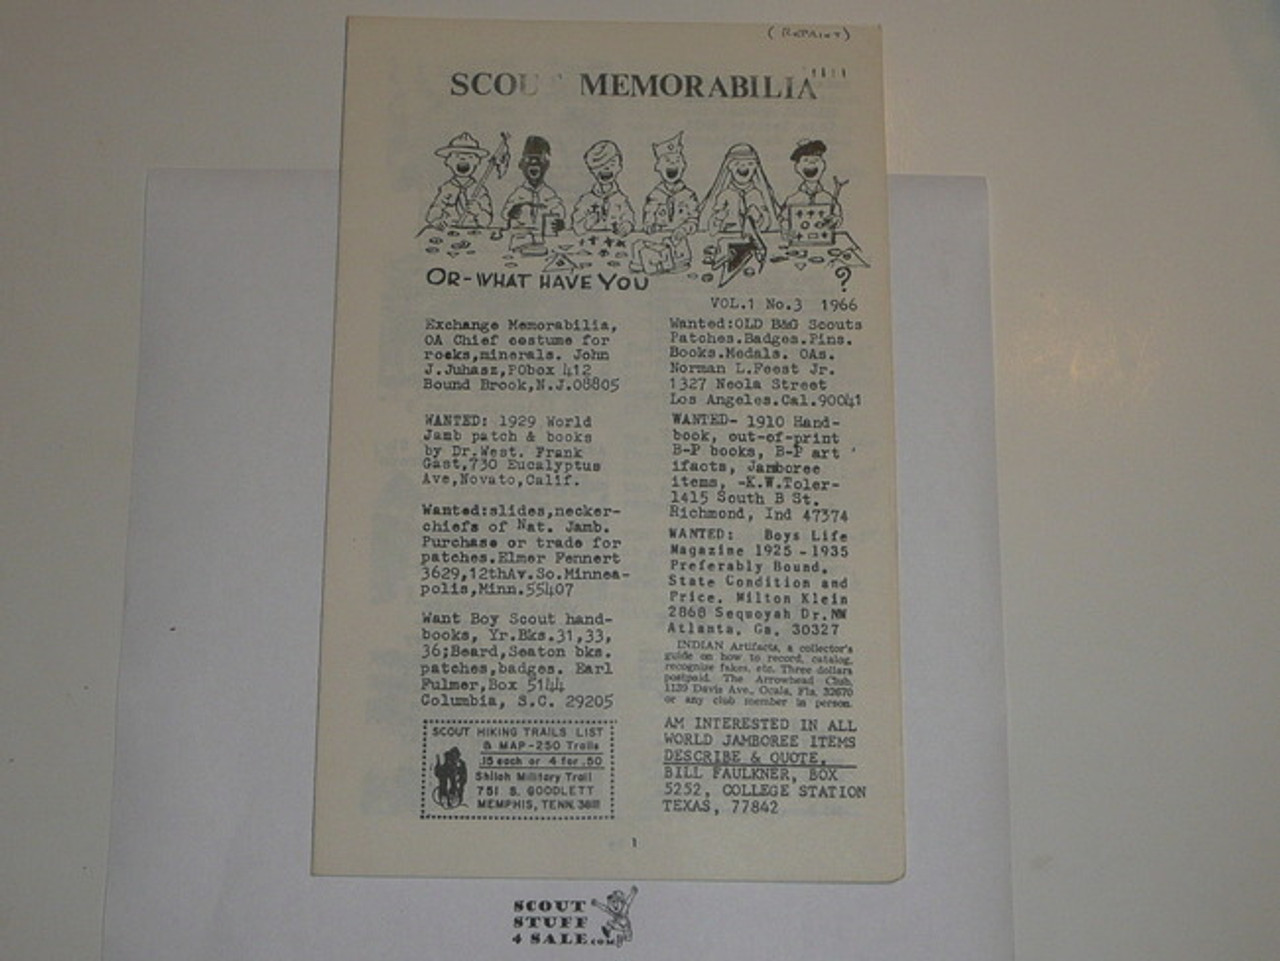 (REPRINT)
SCOUT MEMORABILIA
OR-WHAT HAVE YOU ?
VOL.1 No.3 1966
Exchange Memorabilia,
OA Chief costume for
rocks,minerals. John
J.Juhasz,PObox 412
Bound Brook,N.J.08805
WANTED: 1929 World
Jamb patch & books
by Dr.West. Frank
Gast,730 Eucalyptus
Ave,Novato,Calif.
Wanted:slides,necker-
chiefs of Nat. Jamb.
Purchase or trade for
patches.Elmer Fennert
3629,12thAv.So.Minnea-
polis,Minn.55407
Want Boy Scout hand-
books, Yr.Bks.31,33,
36;Beard,Seaton bks.
patches,badges. Earl
Fulmer,Box 5144
Columbia, S.C. 29205
SCOUT HIKING TRAILS LIST
& MAP-250 Trails
.15 each or 4 for .50
Shiloh Military Trail
751 S. GOODLETT
MEMPHIS, TENN. 38111
Wanted:OLD B&G Scouts
Patches.Badges.Pins.
Books.Medals. OAs.
Norman L.Feest Jr.
1327 Neola Street
Los Angeles.Cal.90041
WANTED- 1910 Hand-
book, out-of-print
B-P books, B-P art
ifacts, Jamboree
items, -K.W.Toler-
1415 South B St.
Richmond, Ind 47374
WANTED: Boys Life
Magazine 1925 - 1935
Preferably Bound.
State Condition and
Price. Milton Klein
2868 Sequoyah Dr.NW
Atlanta, Ga. 30327
INDIAN Artifacts, a collector's
guide on how to record, catalog,
recognize fakes, etc. Three dollars
postpaid. The Arrowhead Club,
1129 Davis Ave., Ocala, Fla. 32670
or any club member in person.
AM INTERESTED IN ALL
WORLD JAMBOREE ITEMS
DESCRIBE & QUOTE,
BILL FAULKNER, BOX
5252, COLLEGE STATION
TEXAS, 77842
1
SCOUT
STUFF
4 SALE.COM